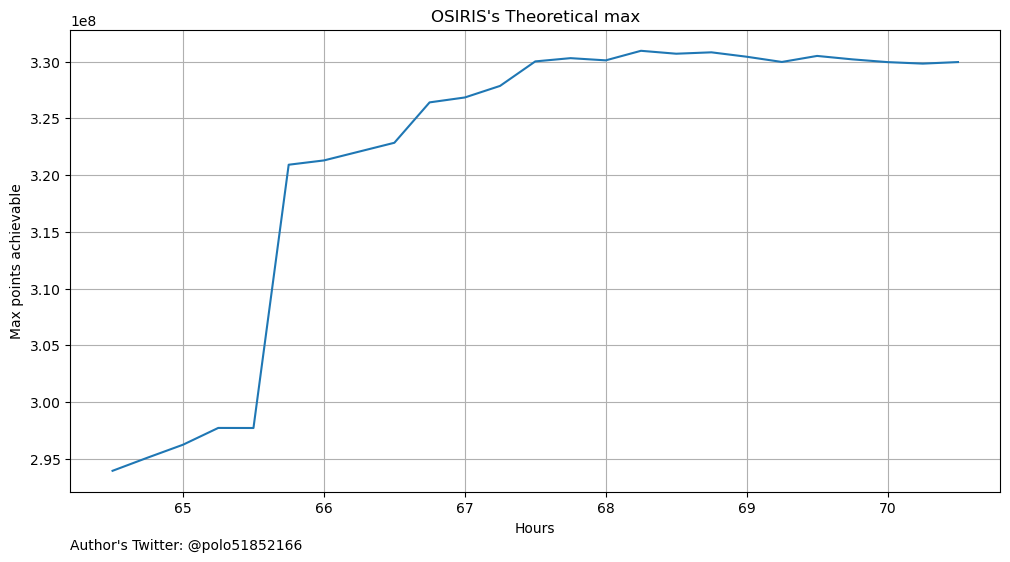 OSIRIS's Theoretical max
1e8
3.30
3.25
3.20
3.15
3.10
3.05
3.00
2.95
Max points achievable
65 66 67 68 69 70
Hours
Author's Twitter: @polo51852166